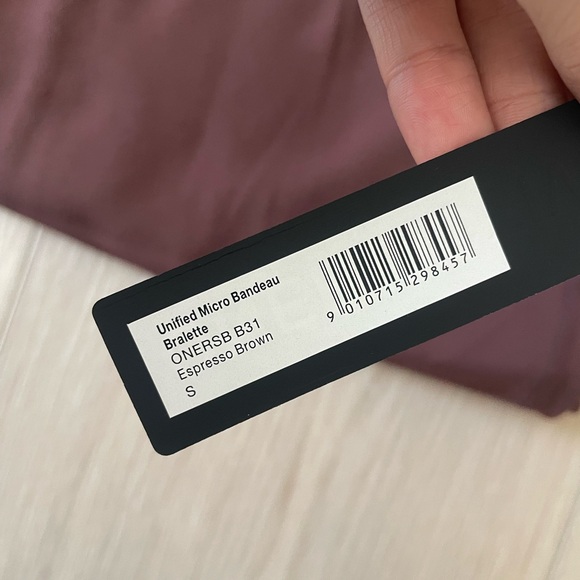 Unified Micro Bandeau
Bralette
ONERSB B31
Espresso Brown
S
9 010715 298457